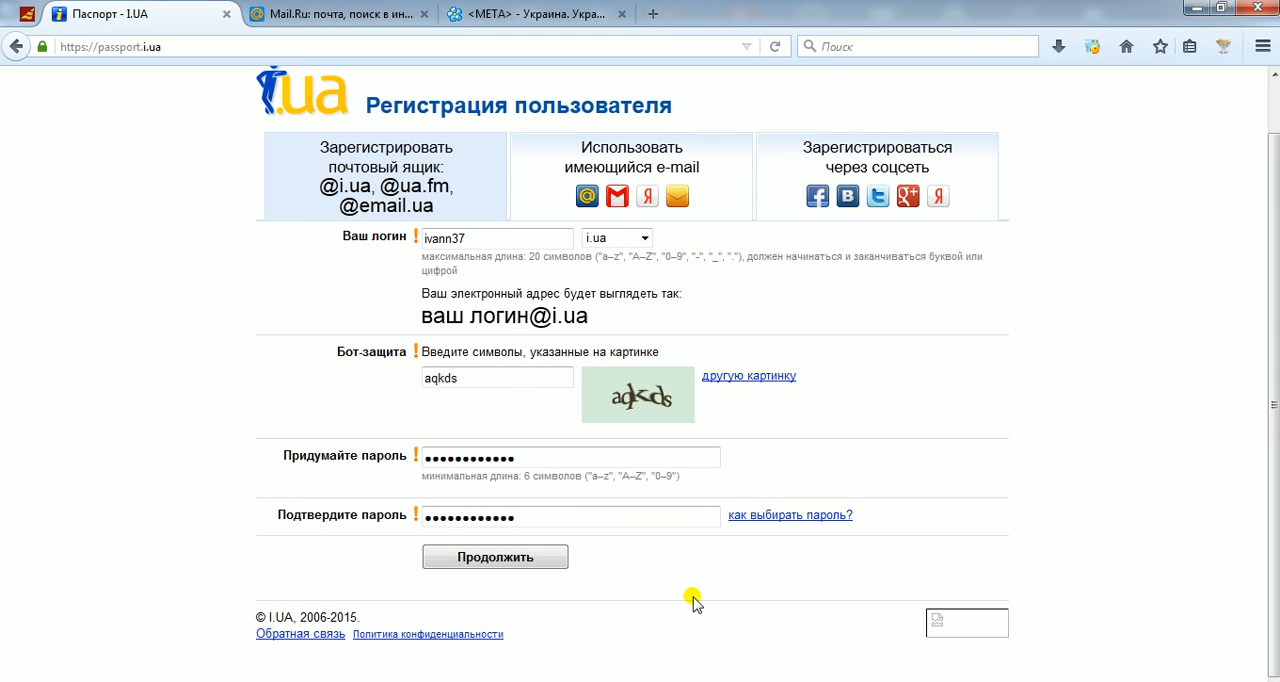 Паспорт - I.UA
Mail.Ru: почта, поиск в ин...
<META> - Украина. Укра...
https://passport.i.ua
Поиск
i.ua
Регистрация пользователя
Зарегистрировать
почтовый ящик:
@i.ua, @ua.fm,
@email.ua
Использовать
имеющийся e-mail
Зарегистрироваться
через соцсеть
Ваш логин
ivann37
i.ua
максимальная длина: 20 символов ("a–z", "A–Z", "0–9", "-", "_", "."), должен начинаться и заканчиваться буквой или
цифрой
Ваш электронный адрес будет выглядеть так:
ваш логин@i.ua
Бот-защита
Введите символы, указанные на картинке
aqkds
aqkds
другую картинку
Придумайте пароль
минимальная длина: 6 символов ("a–z", "A–Z", "0–9")
Подтвердите пароль
как выбирать пароль?
Продолжить
© I.UA, 2006-2015.
Обратная связь Политика конфиденциальности